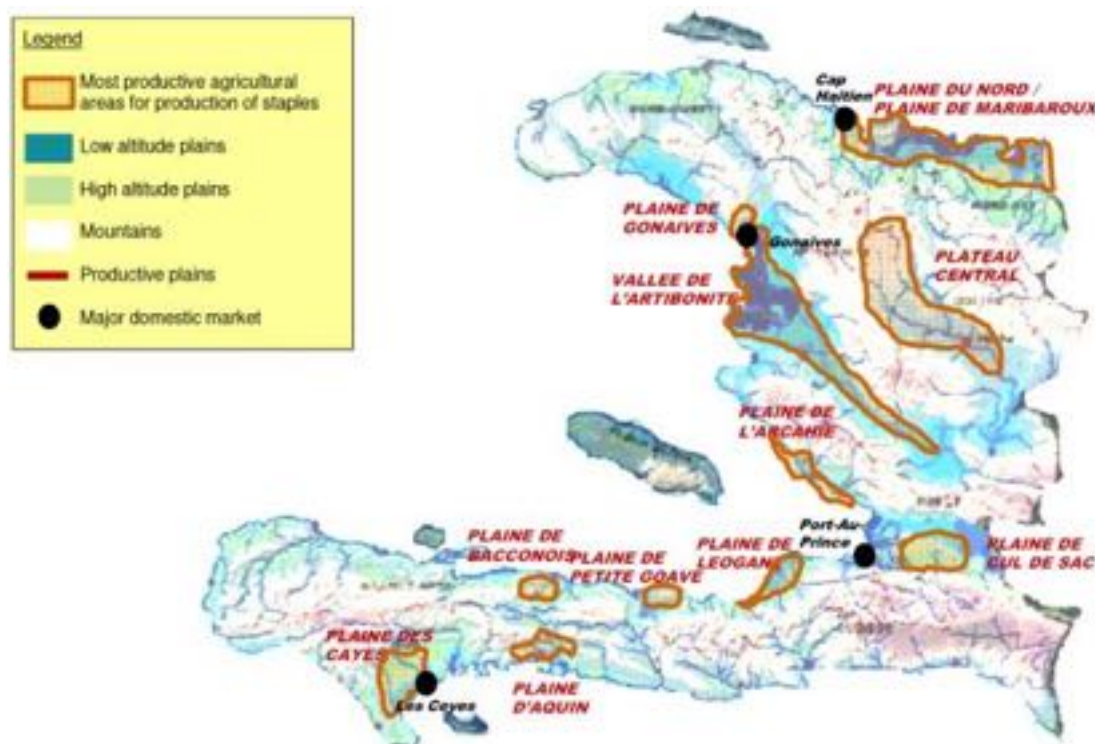 Legend
Most productive agricultural
areas for production of staples
Low altitude plains
High altitude plains
Mountains
Productive plains
Major domestic market
Cap
Haitien
PLAINE DU NORD /
PLAINE DE MARIBAROUX
PLAINE DE
GONAIVES
Gonaives
VALLEE DE
L'ARTIBONITE
PLATEAU
CENTRAL
PLAINE DE
L'ARCAHIE
Port-Au-
Prince
PLAINE DE
CUL DE SAC
PLAINE DE
LEOGANE
PLAINE DE
BACCONOIS
PLAINE DE
PETITE GOAVE
PLAINE DES
CAYES
Les Cayes
PLAINE
D'AQUIN